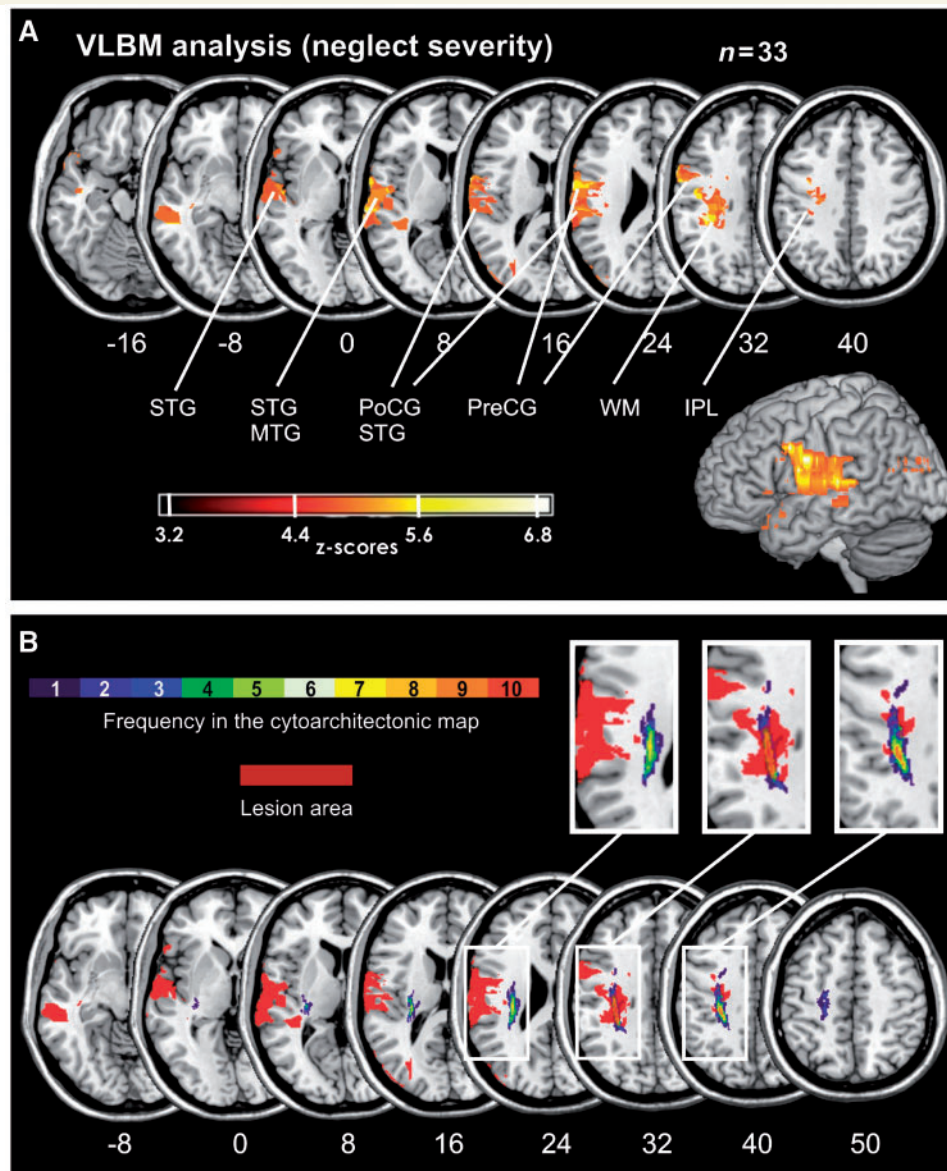 A
VLBM analysis (neglect severity)
n=33
-16 -8 0 8 16 24 32 40
STG STG PoCG PreCG WM IPL
MTG STG
3.2 4.4 5.6 6.8
z-scores
B
1 2 3 4 5 6 7 8 9 10
Frequency in the cytoarchitectonic map
Lesion area
-8 0 8 16 24 32 40 50